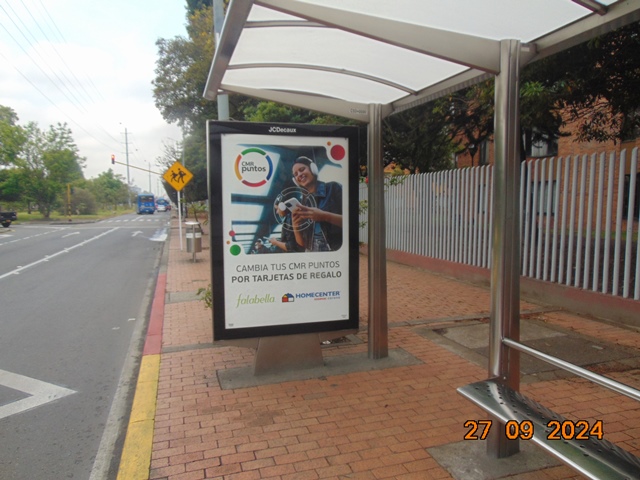 JCDecaux
CMR
puntos
CAMBIA TUS CMR PUNTOS
POR TARJETAS DE REGALO
falabella
HOMECENTER
27 09 2024